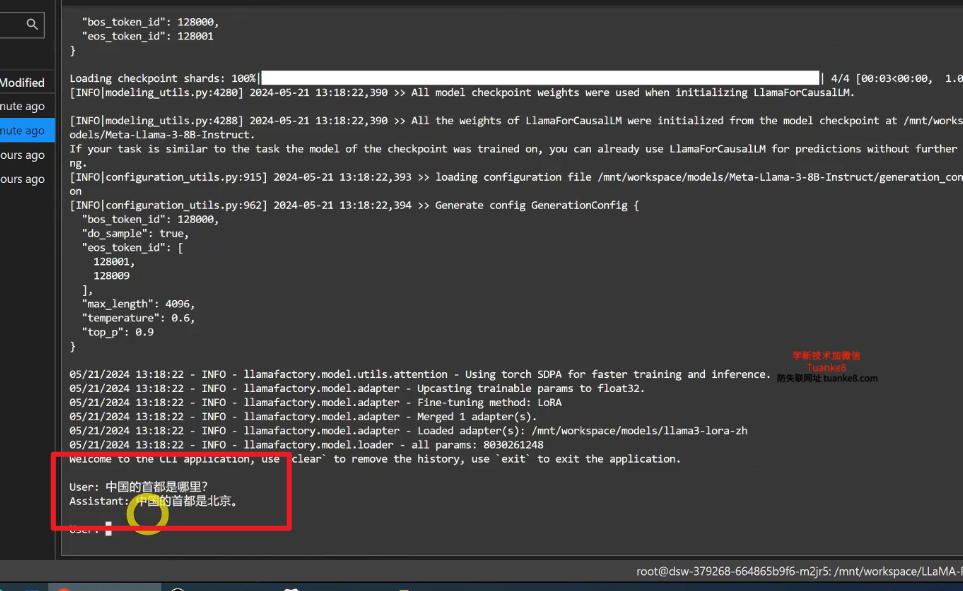 "bos_token_id": 128000,
"eos_token_id": 128001
}
Modified
Loading checkpoint shards: 100%| | 4/4 [00:03<00:00, 1.0
[INFO|modeling_utils.py:4280] 2024-05-21 13:18:22,390 >> All model checkpoint weights were used when initializing LlamaForCausalLM.
nute ago
[INFO|modeling_utils.py:4288] 2024-05-21 13:18:22,390 >> All the weights of LlamaForCausalLM were initialized from the model checkpoint at /mnt/works
nute ago
odels/Meta-Llama-3-8B-Instruct.
If your task is similar to the task the model of the checkpoint was trained on, you can already use LlamaForCausalLM for predictions without further
ours ago
ng.
[INFO|configuration_utils.py:915] 2024-05-21 13:18:22,393 >> loading configuration file /mnt/workspace/models/Meta-Llama-3-8B-Instruct/generation_con
ours ago
on
[INFO|configuration_utils.py:962] 2024-05-21 13:18:22,394 >> Generate config GenerationConfig {
"bos_token_id": 128000,
"do_sample": true,
"eos_token_id": [
128001,
128009
],
"max_length": 4096,
"temperature": 0.6,
"top_p": 0.9
}
学新技术加微信
Tuanke8
防失联网址:tuanke8.com
05/21/2024 13:18:22 - INFO - llamafactory.model.utils.attention - Using torch SDPA for faster training and inference.
05/21/2024 13:18:22 - INFO - llamafactory.model.adapter - Upcasting trainable params to float32.
05/21/2024 13:18:22 - INFO - llamafactory.model.adapter - Fine-tuning method: LoRA
05/21/2024 13:18:22 - INFO - llamafactory.model.adapter - Merged 1 adapter(s).
05/21/2024 13:18:22 - INFO - llamafactory.model.adapter - Loaded adapter(s): /mnt/workspace/models/llama3-lora-zh
05/21/2024 13:18:22 - INFO - llamafactory.model.loader - all params: 8030261248
Welcome to the CLI application, use `clear` to remove the history, use `exit` to exit the application.
User: 中国的首都是哪里?
Assistant: 中国的首都是北京。
User:
root@dsw-379268-664865b9f6-m2jr5: /mnt/workspace/LLaMA-F